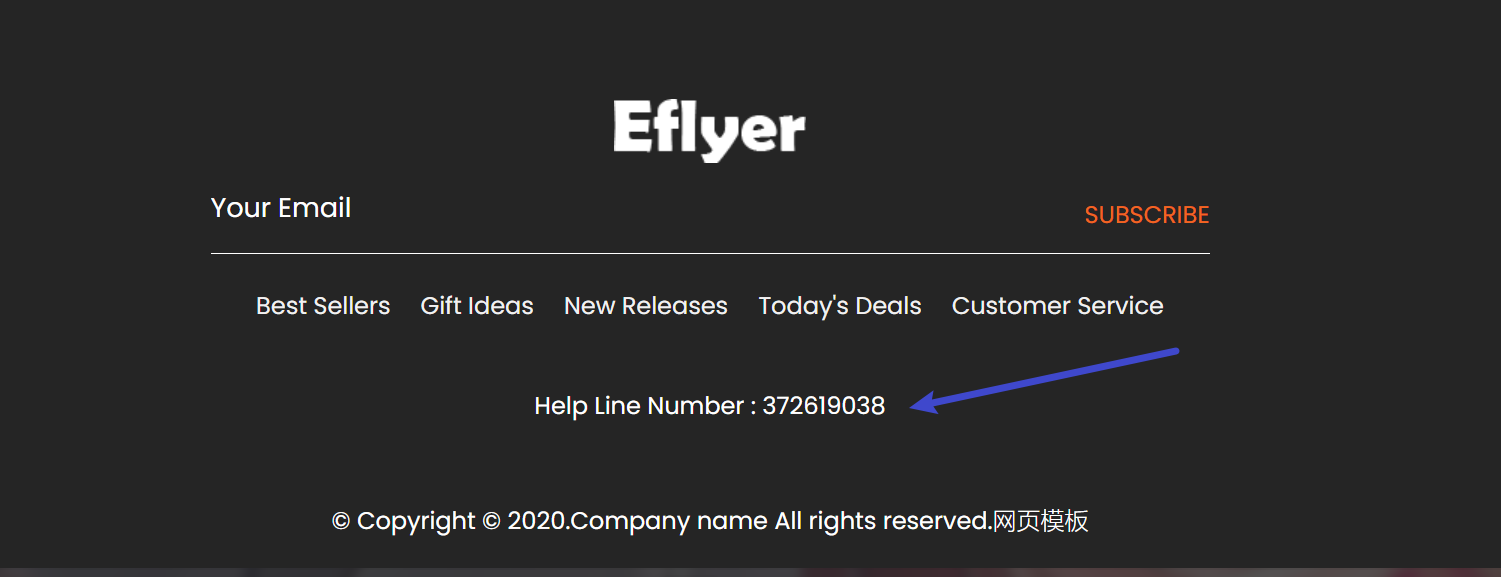 Eflyer
Your Email
SUBSCRIBE
Best Sellers Gift Ideas New Releases Today's Deals Customer Service
Help Line Number : 372619038
© Copyright © 2020.Company name All rights reserved.网页模板